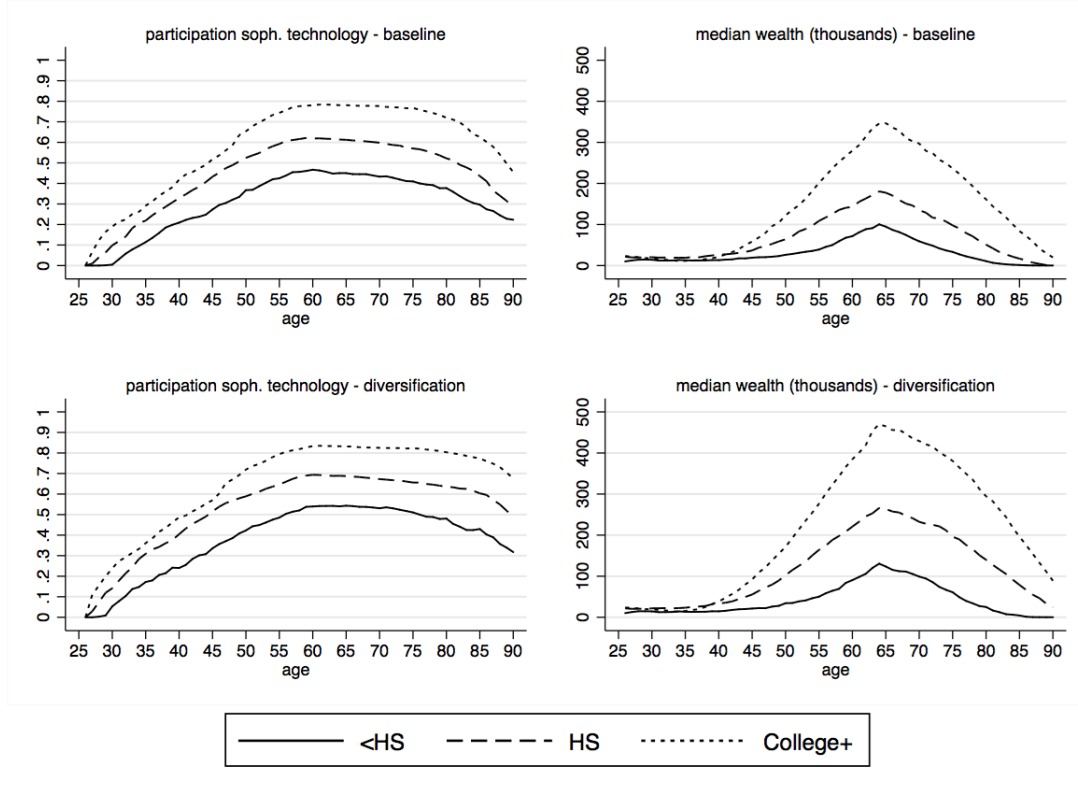 participation soph. technology - baseline
1
.9
.8
.7
.6
.5
.4
.3
.2
.1
0
25 30 35 40 45 50 55 60 65 70 75 80 85 90
age
median wealth (thousands) - baseline
500
400
300
200
100
0
25 30 35 40 45 50 55 60 65 70 75 80 85 90
age
participation soph. technology - diversification
1
.9
.8
.7
.6
.5
.4
.3
.2
.1
0
25 30 35 40 45 50 55 60 65 70 75 80 85 90
age
median wealth (thousands) - diversification
500
400
300
200
100
0
25 30 35 40 45 50 55 60 65 70 75 80 85 90
age
<HS HS College+